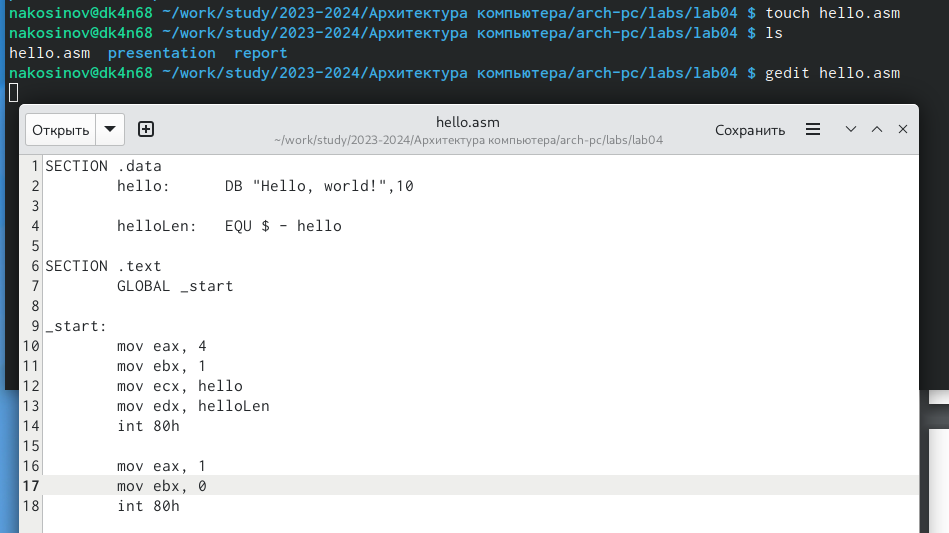 nakosinov@dk4n68 ~/work/study/2023-2024/Архитектура компьютера/arch-pc/labs/lab04 $ touch hello.asm
nakosinov@dk4n68 ~/work/study/2023-2024/Архитектура компьютера/arch-pc/labs/lab04 $ ls
hello.asm  presentation  report
nakosinov@dk4n68 ~/work/study/2023-2024/Архитектура компьютера/arch-pc/labs/lab04 $ gedit hello.asm
Открыть hello.asm Сохранить
~/work/study/2023-2024/Архитектура компьютера/arch-pc/labs/lab04
1 SECTION .data
2         hello:      DB "Hello, world!",10
3
4         helloLen:   EQU $ - hello
5
6 SECTION .text
7         GLOBAL _start
8
9 _start:
10         mov eax, 4
11         mov ebx, 1
12         mov ecx, hello
13         mov edx, helloLen
14         int 80h
15
16         mov eax, 1
17         mov ebx, 0
18         int 80h